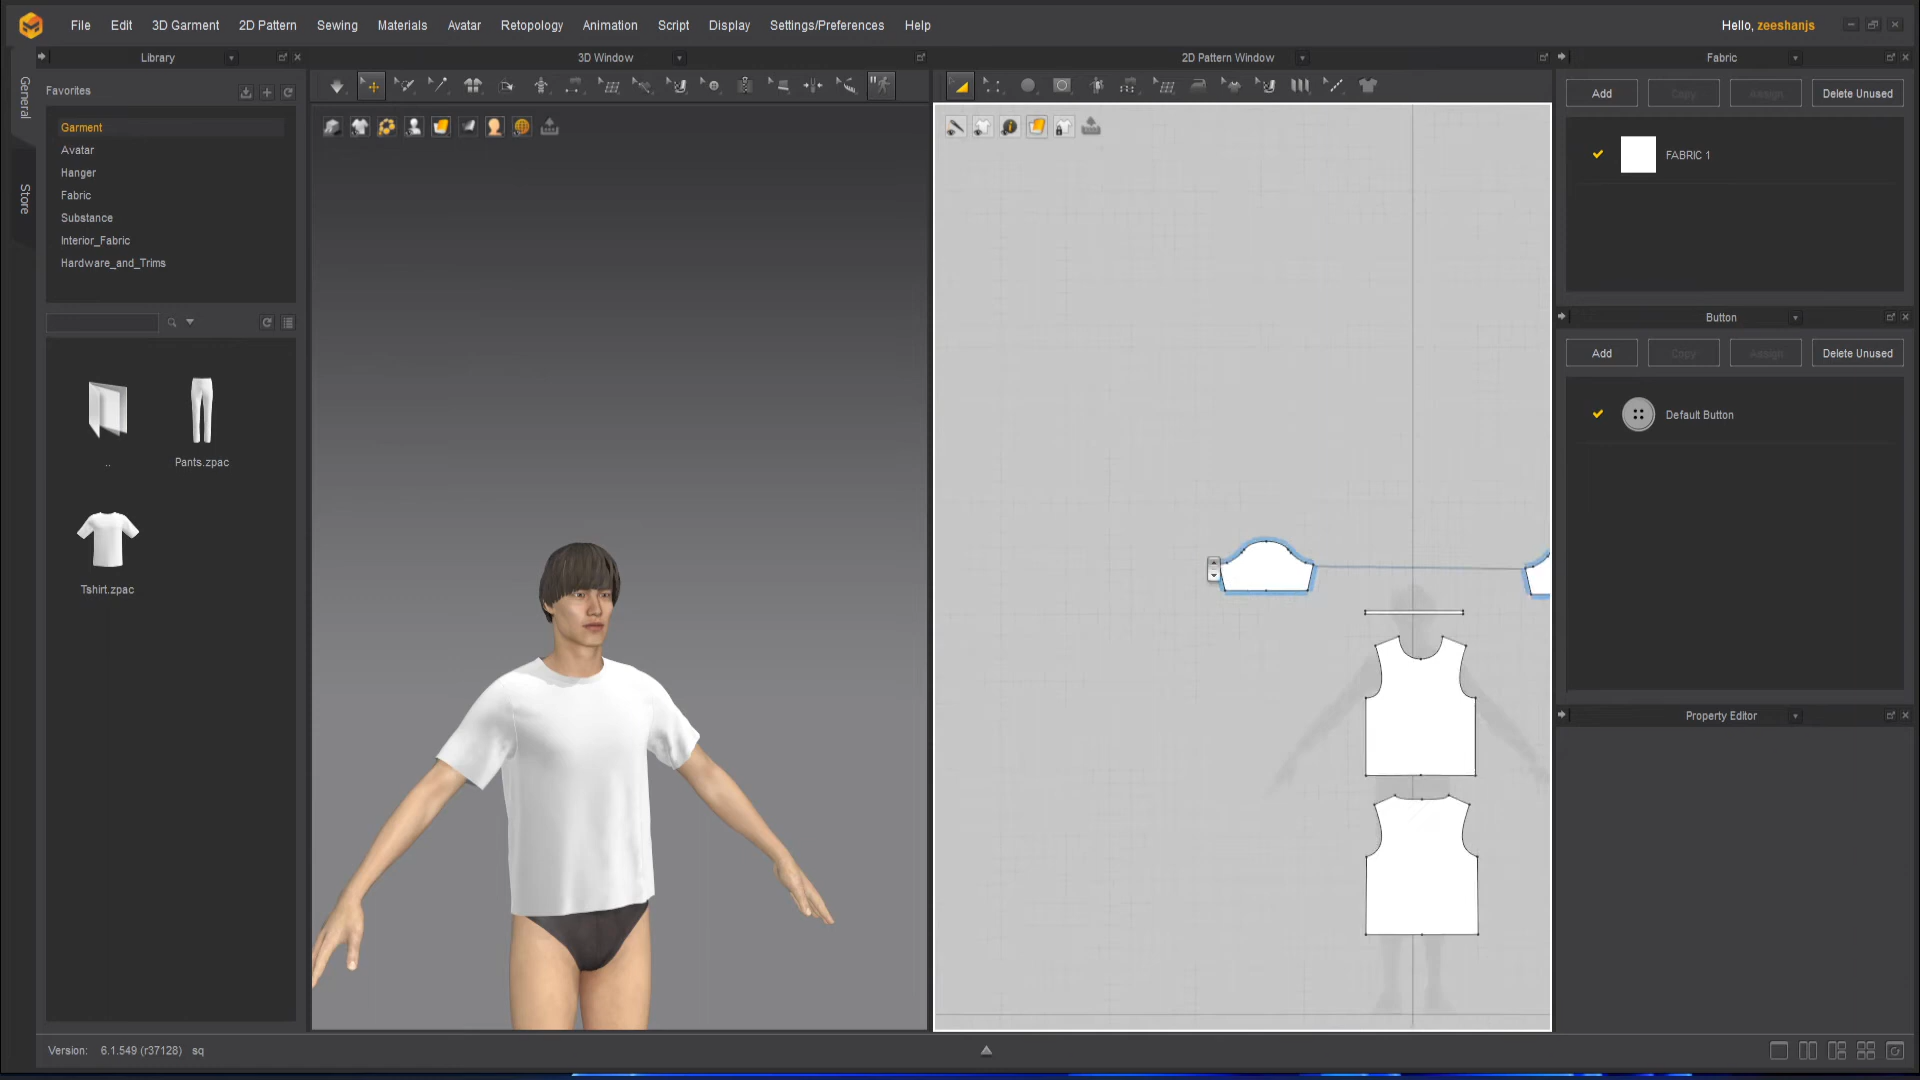 File Edit 3D Garment 2D Pattern Sewing Materials Avatar Retopology Animation Script Display Settings/Preferences Help Hello, zeeshanjs
Library 3D Window 2D Pattern Window Fabric
General
Store
Favorites
Garment
Avatar
Hanger
Fabric
Substance
Interior_Fabric
Hardware_and_Trims
..
Pants.zpac
Tshirt.zpac
Add Copy Assign Delete Unused
FABRIC 1
Button
Add Copy Assign Delete Unused
Default Button
Property Editor
Version: 6.1.549 (r37128) sq